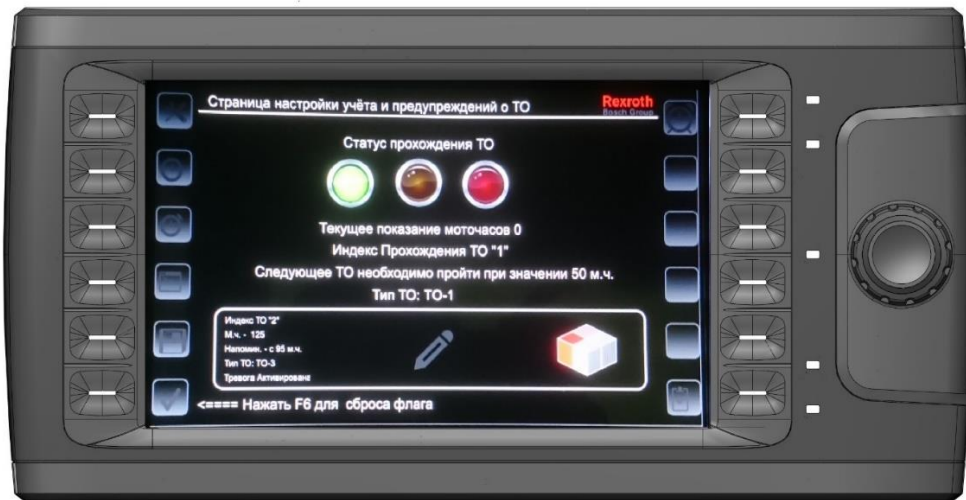 Страница настройки учёта и предупреждений о ТО
Rexroth
Bosch Group
Статус прохождения ТО
Текущее показание моточасов 0
Индекс Прохождения ТО "1"
Следующее ТО необходимо пройти при значении 50 м.ч.
Тип ТО: ТО-1
Индекс ТО "2"
М.ч. - 125
Напомин. - с 95 м.ч.
Тип ТО: ТО-3
Тревога Активирована
<==== Нажать F6 для сброса флага